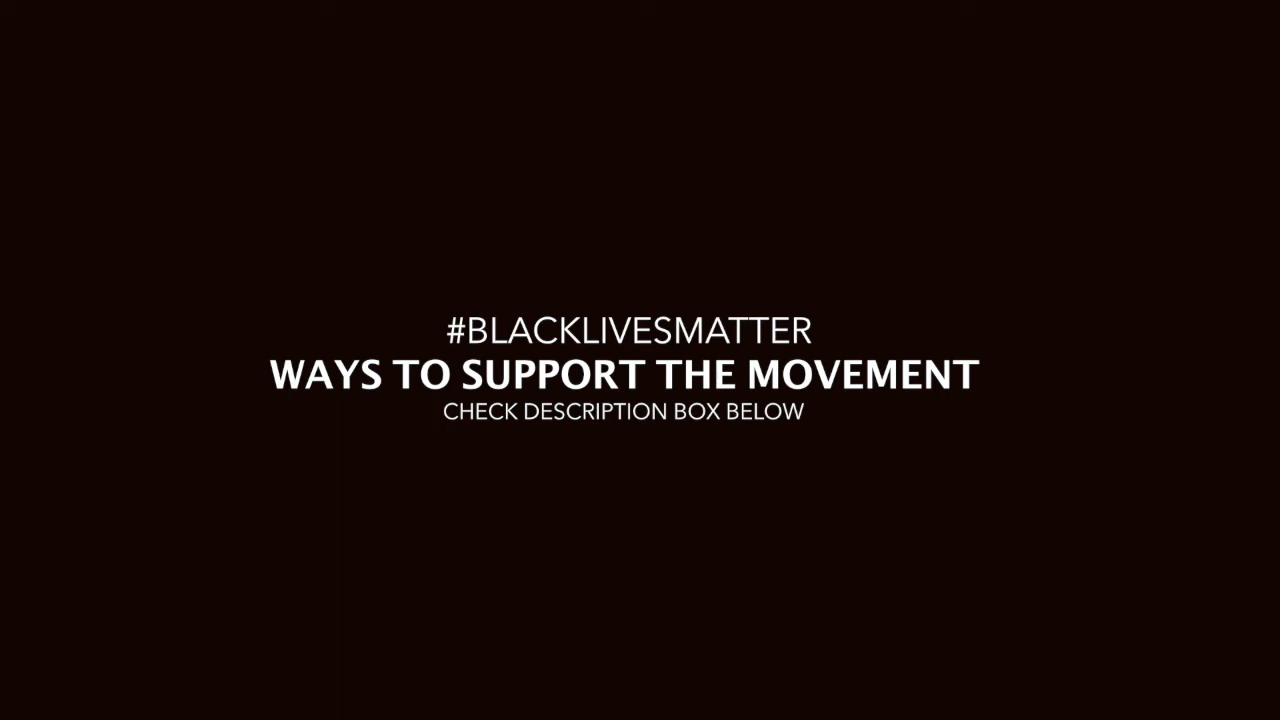 #BLACKLIVESMATTER
WAYS TO SUPPORT THE MOVEMENT
CHECK DESCRIPTION BOX BELOW